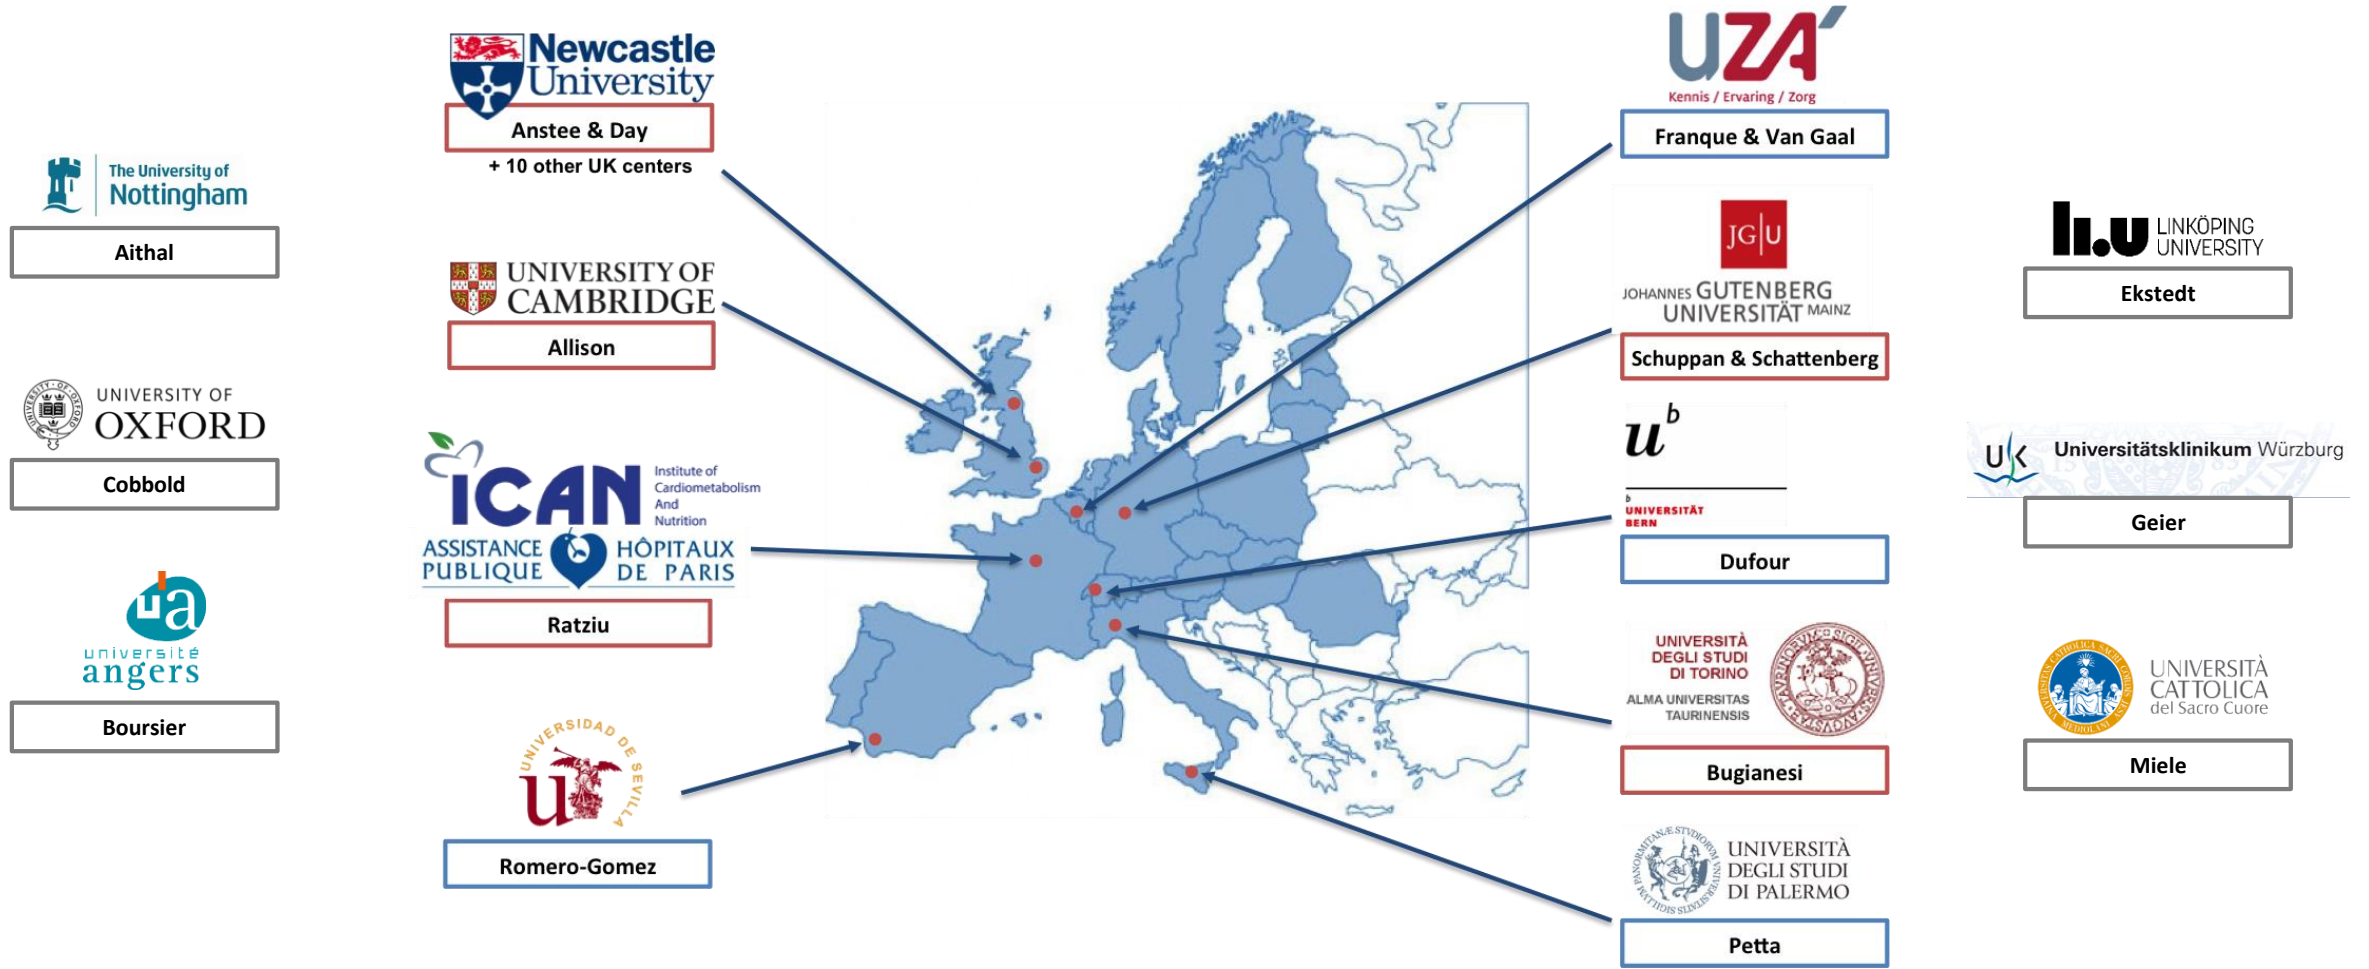 The University of
Nottingham
Aithal
UNIVERSITY OF
OXFORD
Cobbold
ua
université
angers
Boursier
Newcastle
University
Anstee & Day
+ 10 other UK centers
UNIVERSITY OF
CAMBRIDGE
Allison
ICAN
Institute of
Cardiometabolism
And
Nutrition
ASSISTANCE
PUBLIQUE
HÔPITAUX
DE PARIS
Ratziu
UNIVERSIDAD DE SEVILLA
u
Romero-Gomez
UZA
Kennis / Ervaring / Zorg
Franque & Van Gaal
JG|U
JOHANNES GUTENBERG
UNIVERSITÄT MAINZ
Schuppan & Schattenberg
u b
b
UNIVERSITÄT
BERN
Dufour
UNIVERSITÀ
DEGLI STUDI
DI TORINO
ALMA UNIVERSITAS
TAURINENSIS
Bugianesi
UNIVERSITÀ
DEGLI STUDI
DI PALERMO
Petta
li.u
LINKÖPING
UNIVERSITY
Ekstedt
UK
Universitätsklinikum Würzburg
Geier
UNIVERSITÀ
CATTOLICA
del Sacro Cuore
Miele